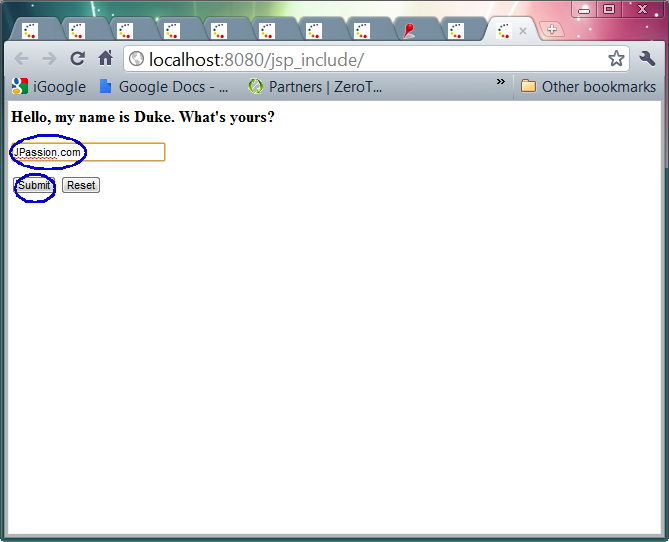 localhost:8080/jsp_include/
iGoogle Google Docs - ... Partners | ZeroT... » Other bookmarks
Hello, my name is Duke. What's yours?
JPassion.com
Submit Reset